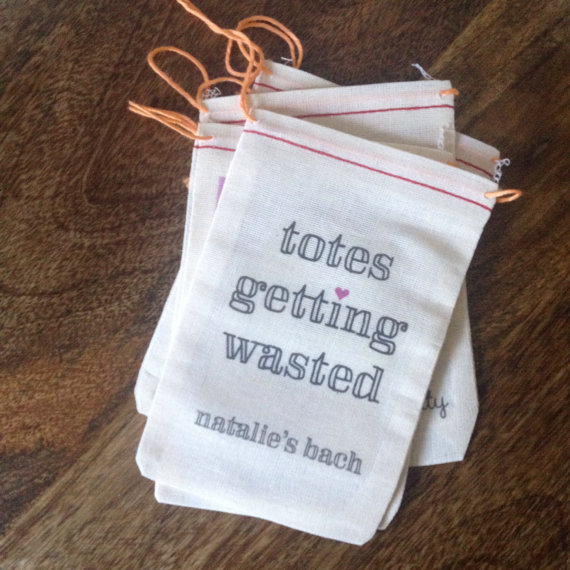 totes
getting
wasted
natalie's bach